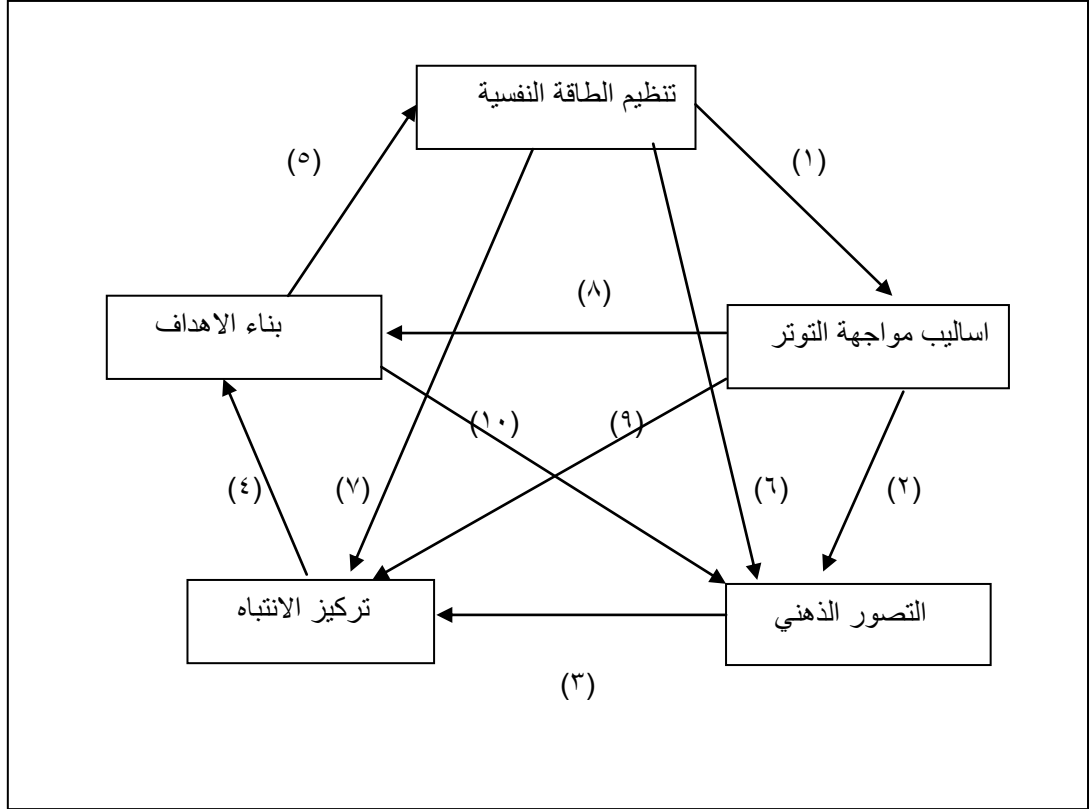 تنظيم الطاقة النفسية
(٥)
(١)
(٨)
بناء الاهداف
اساليب مواجهة التوتر
(١٠)
(٩)
(٤)
(٧)
(٦)
(٢)
تركيز الانتباه
التصور الذهني
(٣)